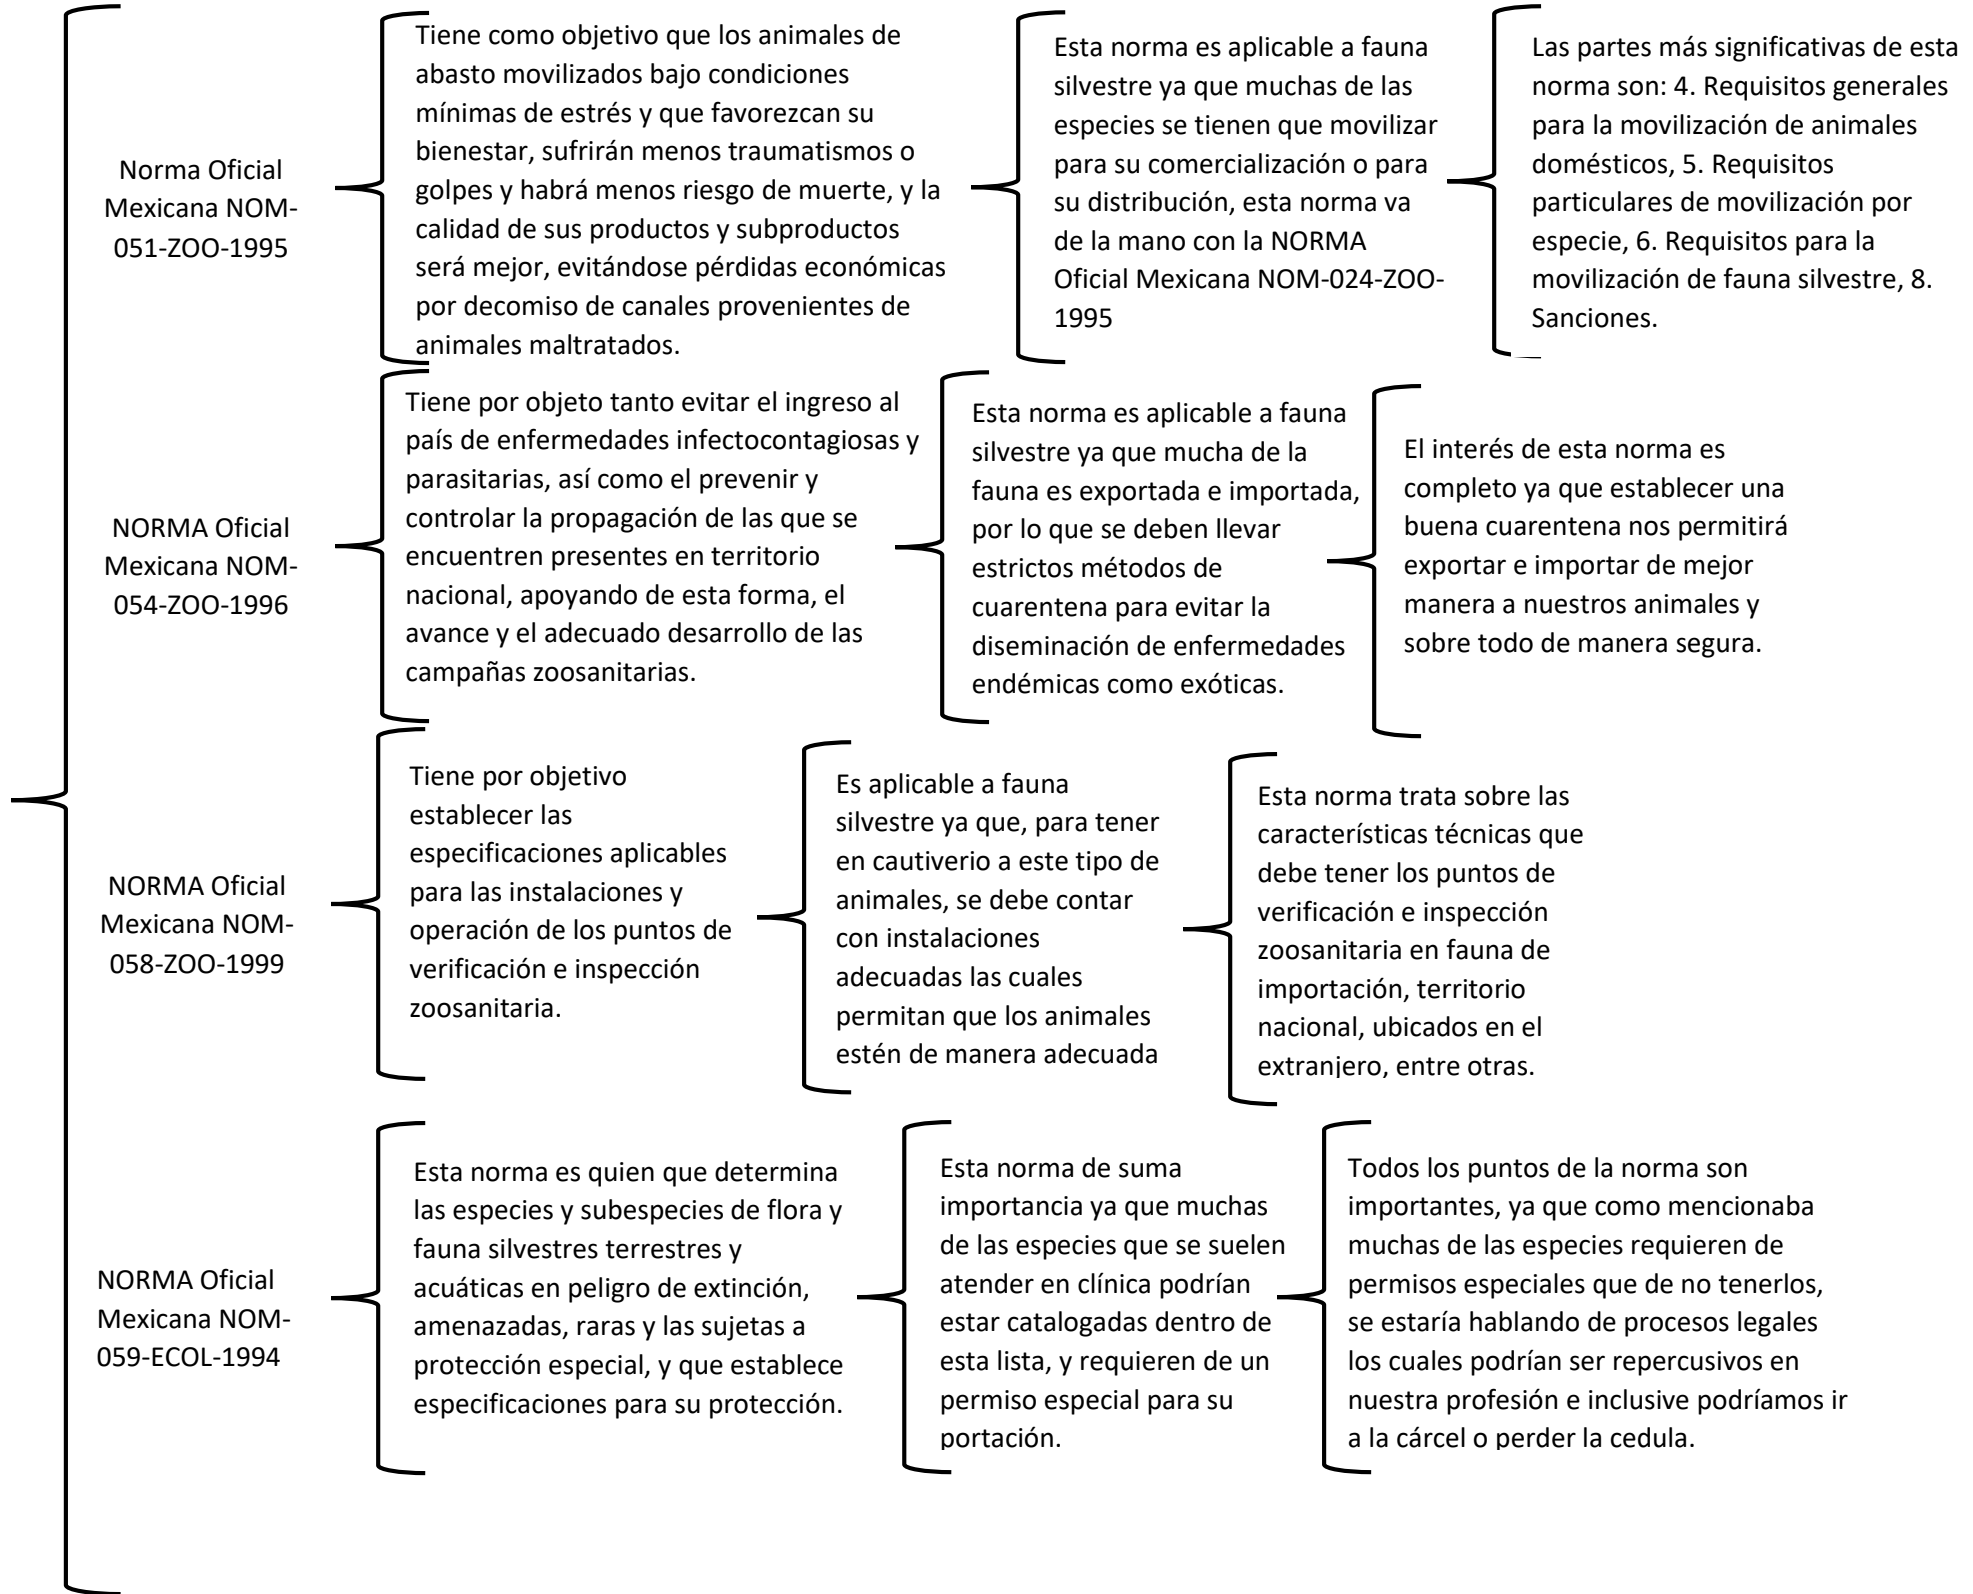 Norma Oficial
Mexicana NOM-
051-ZOO-1995
Tiene como objetivo que los animales de
abasto movilizados bajo condiciones
mínimas de estrés y que favorezcan su
bienestar, sufrirán menos traumatismos o
golpes y habrá menos riesgo de muerte, y la
calidad de sus productos y subproductos
será mejor, evitándose pérdidas económicas
por decomiso de canales provenientes de
animales maltratados.
Esta norma es aplicable a fauna
silvestre ya que muchas de las
especies se tienen que movilizar
para su comercialización o para
su distribución, esta norma va
de la mano con la NORMA
Oficial Mexicana NOM-024-ZOO-
1995
Las partes más significativas de esta
norma son: 4. Requisitos generales
para la movilización de animales
domésticos, 5. Requisitos
particulares de movilización por
especie, 6. Requisitos para la
movilización de fauna silvestre, 8.
Sanciones.
NORMA Oficial
Mexicana NOM-
054-ZOO-1996
Tiene por objeto tanto evitar el ingreso al
país de enfermedades infectocontagiosas y
parasitarias, así como el prevenir y
controlar la propagación de las que se
encuentren presentes en territorio
nacional, apoyando de esta forma, el
avance y el adecuado desarrollo de las
campañas zoosanitarias.
Esta norma es aplicable a fauna
silvestre ya que mucha de la
fauna es exportada e importada,
por lo que se deben llevar
estrictos métodos de
cuarentena para evitar la
diseminación de enfermedades
endémicas como exóticas.
El interés de esta norma es
completo ya que establecer una
buena cuarentena nos permitirá
exportar e importar de mejor
manera a nuestros animales y
sobre todo de manera segura.
NORMA Oficial
Mexicana NOM-
058-ZOO-1999
Tiene por objetivo
establecer las
especificaciones aplicables
para las instalaciones y
operación de los puntos de
verificación e inspección
zoosanitaria.
Es aplicable a fauna
silvestre ya que, para tener
en cautiverio a este tipo de
animales, se debe contar
con instalaciones
adecuadas las cuales
permitan que los animales
estén de manera adecuada
Esta norma trata sobre las
características técnicas que
debe tener los puntos de
verificación e inspección
zoosanitaria en fauna de
importación, territorio
nacional, ubicados en el
extranjero, entre otras.
NORMA Oficial
Mexicana NOM-
059-ECOL-1994
Esta norma es quien que determina
las especies y subespecies de flora y
fauna silvestres terrestres y
acuáticas en peligro de extinción,
amenazadas, raras y las sujetas a
protección especial, y que establece
especificaciones para su protección.
Esta norma de suma
importancia ya que muchas
de las especies que se suelen
atender en clínica podrían
estar catalogadas dentro de
esta lista, y requieren de un
permiso especial para su
portación.
Todos los puntos de la norma son
importantes, ya que como mencionaba
muchas de las especies requieren de
permisos especiales que de no tenerlos,
se estaría hablando de procesos legales
los cuales podrían ser repercusivos en
nuestra profesión e inclusive podríamos ir
a la cárcel o perder la cedula.